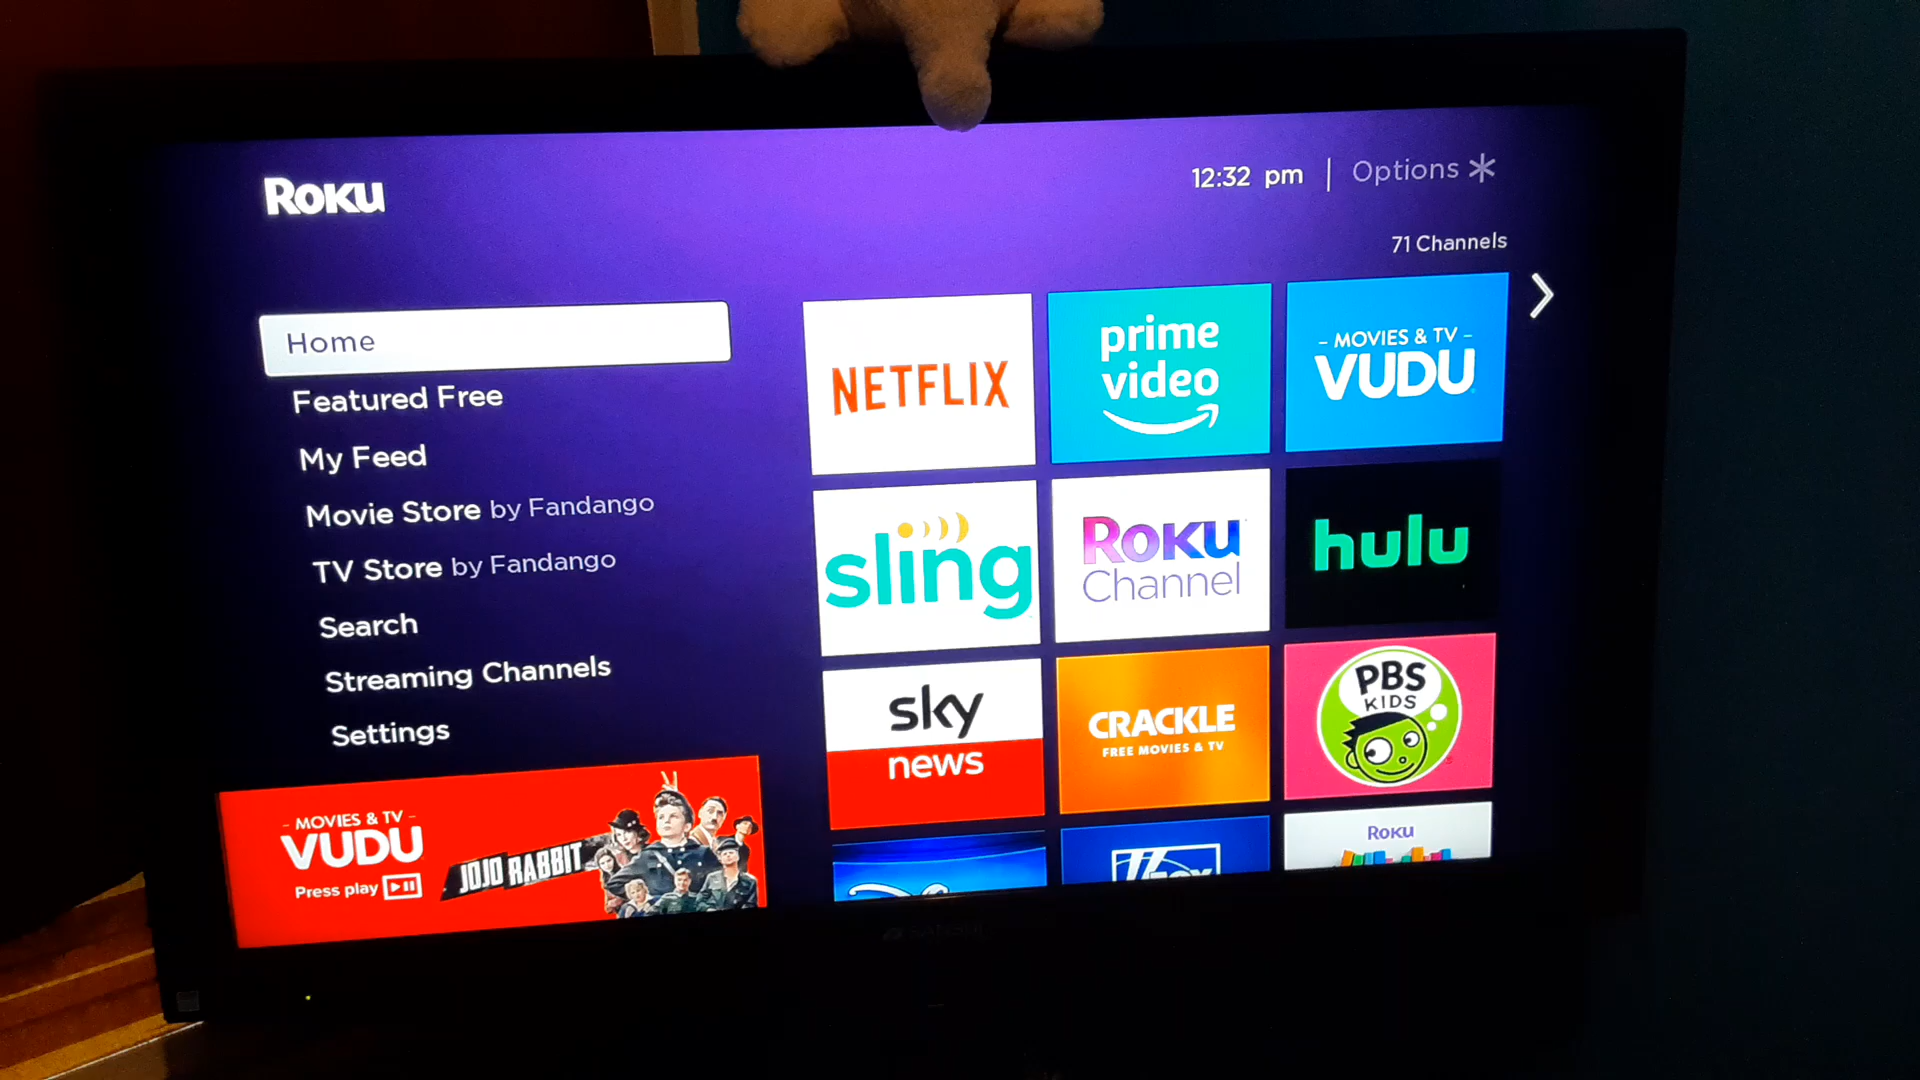 Roku
12:32 pm | Options *
71 Channels
Home
Featured Free
My Feed
Movie Store by Fandango
TV Store by Fandango
Search
Streaming Channels
Settings
- MOVIES & TV -
VUDU
Press play
JOJO RABBIT
NETFLIX
prime
video
- MOVIES & TV -
VUDU
sling
Roku
Channel
hulu
sky
news
CRACKLE
FREE MOVIES & TV
PBS
KIDS
FOX
Roku